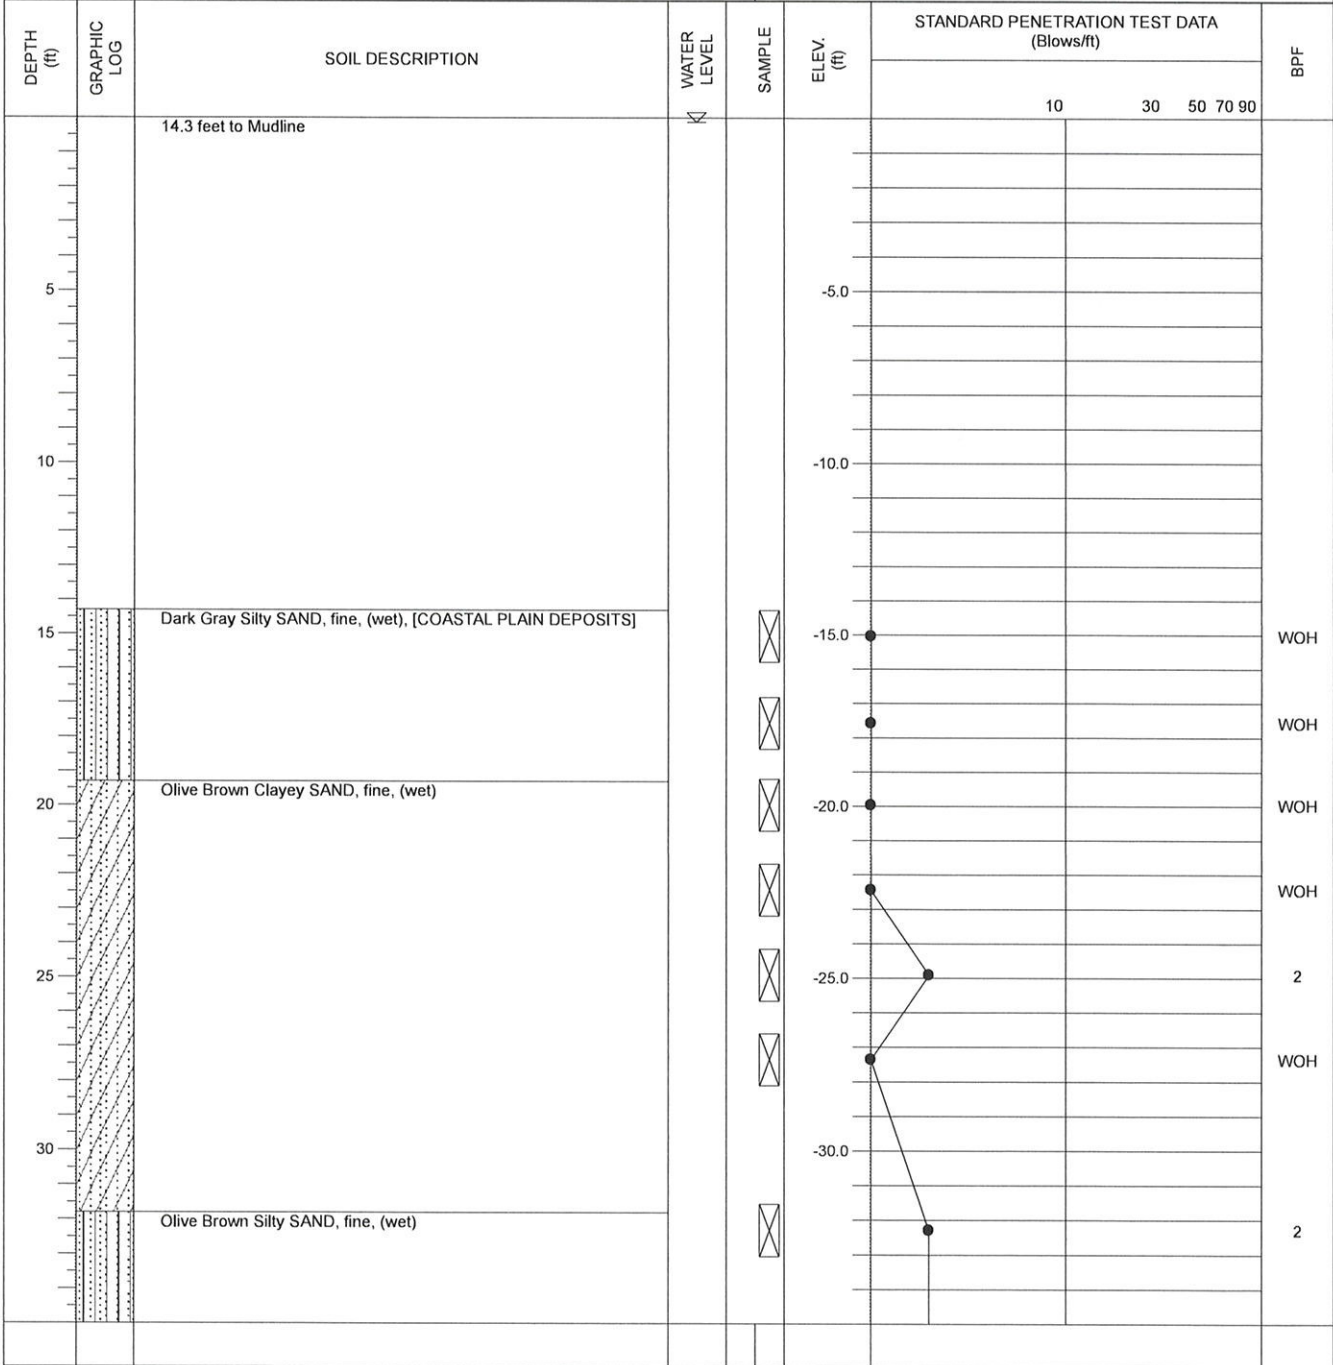 DEPTH (ft)
GRAPHIC LOG
SOIL DESCRIPTION
WATER LEVEL
SAMPLE
ELEV. (ft)
STANDARD PENETRATION TEST DATA
(Blows/ft)
BPF
10 30 50 70 90
14.3 feet to Mudline
5 -5.0
10 -10.0
Dark Gray Silty SAND, fine, (wet), [COASTAL PLAIN DEPOSITS]
15 -15.0 WOH
WOH
Olive Brown Clayey SAND, fine, (wet)
20 -20.0 WOH
WOH
25 -25.0 2
WOH
30 -30.0
Olive Brown Silty SAND, fine, (wet)
2